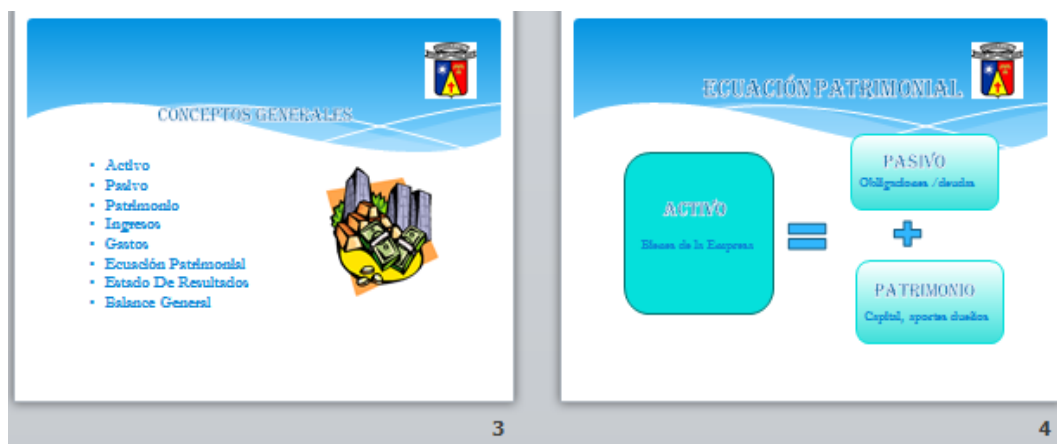 CONCEPTOS GENERALES
• Activo
• Pasivo
• Patrimonio
• Ingresos
• Gastos
• Ecuación Patrimonial
• Estado De Resultados
• Balance General
3
ECUACIÓN PATRIMONIAL
ACTIVO
Bienes de la Empresa
=
PASIVO
Obligaciones / deudas
+
PATRIMONIO
Capital, aportes dueños
4